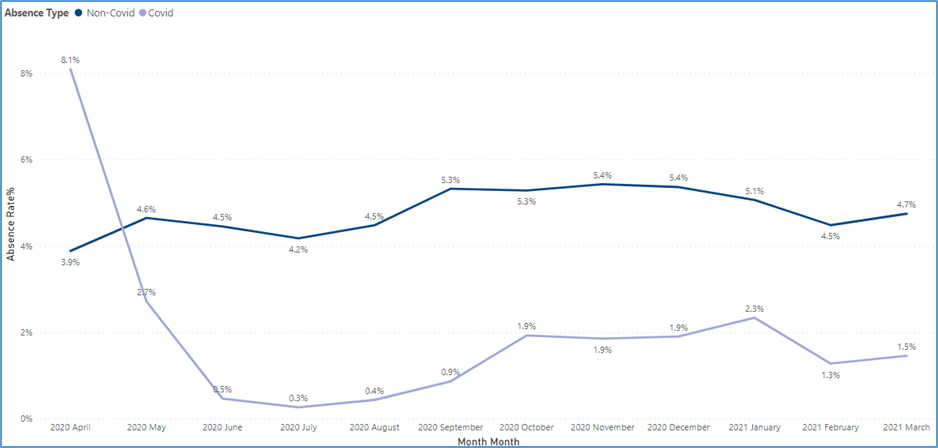 Absence Type Non-Covid Covid
8.1%
8%
6%
5.3% 5.4% 5.4% 5.1%
5.3%
4.6% 4.5% 4.5% 4.7%
4.2% 4.5%
4%
3.9%
Absence Rate%
2.7%
2.3%
2%
1.9% 1.9%
1.9%
1.5%
1.3%
0.9%
0.5% 0.3% 0.4%
0%
2020 April 2020 May 2020 June 2020 July 2020 August 2020 September 2020 October 2020 November 2020 December 2021 January 2021 February 2021 March
Month Month